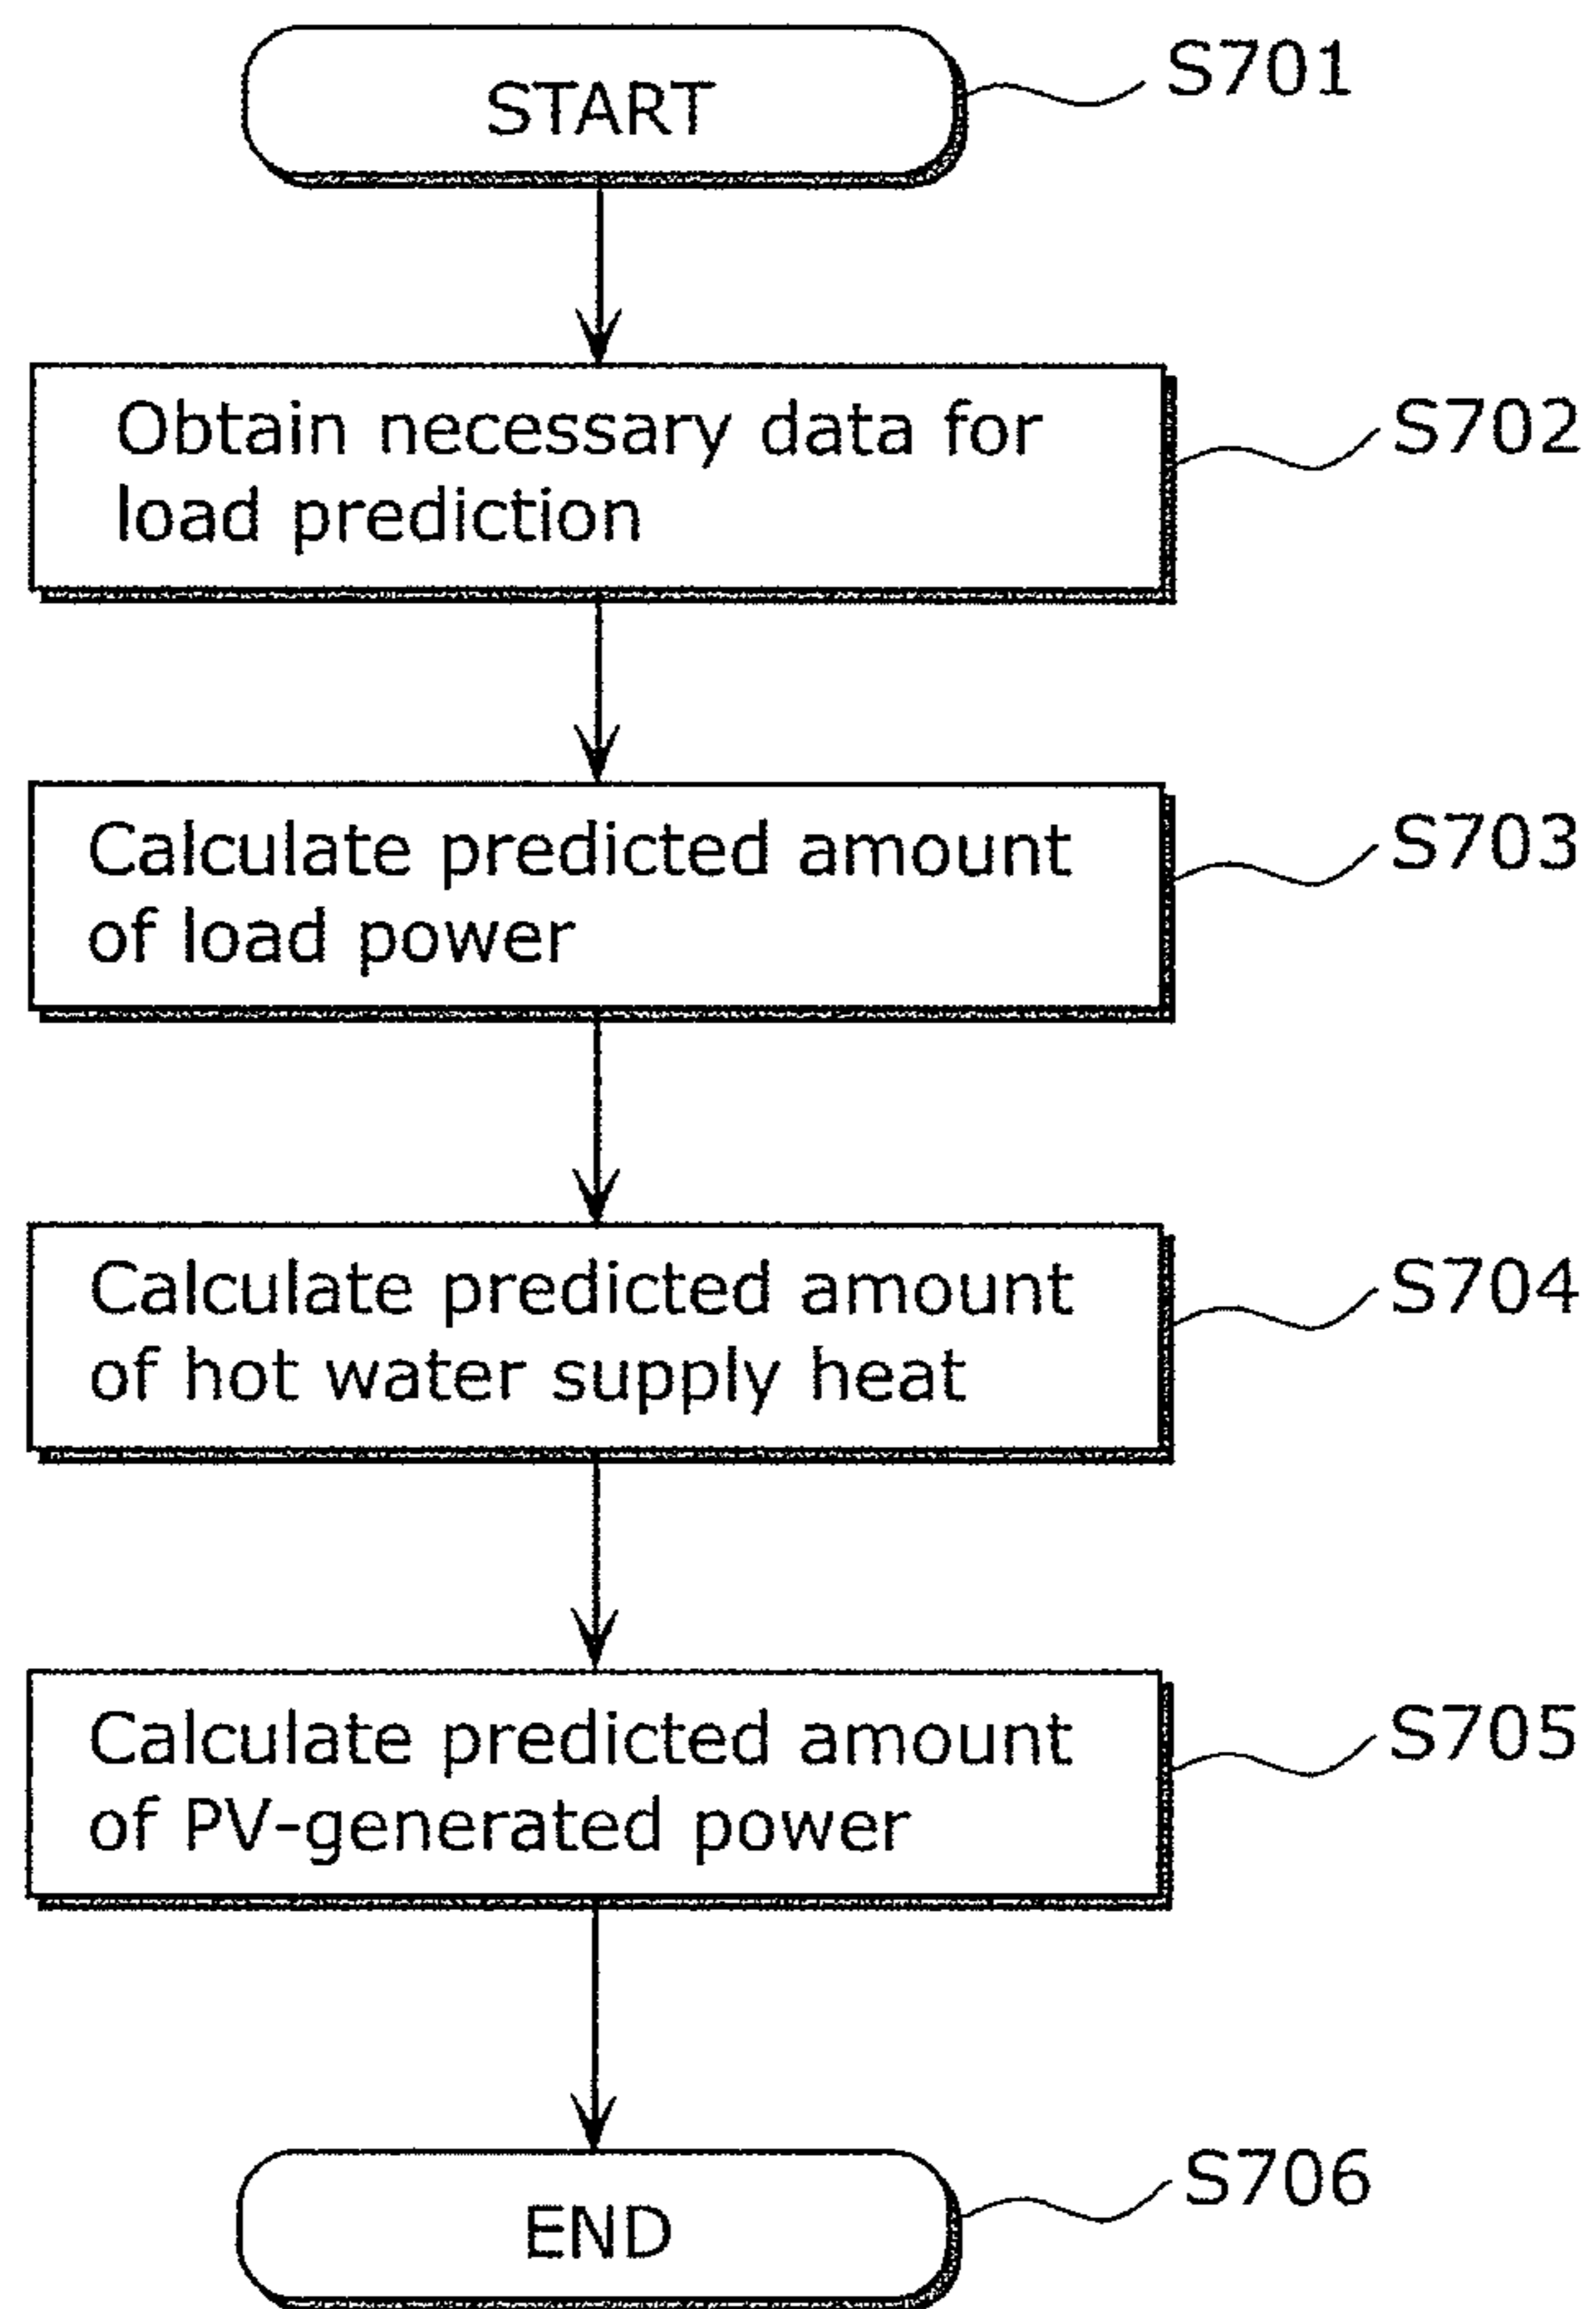 START
S701
Obtain necessary data for
load prediction
S702
Calculate predicted amount
of load power
S703
Calculate predicted amount
of hot water supply heat
S704
Calculate predicted amount
of PV-generated power
S705
END
S706